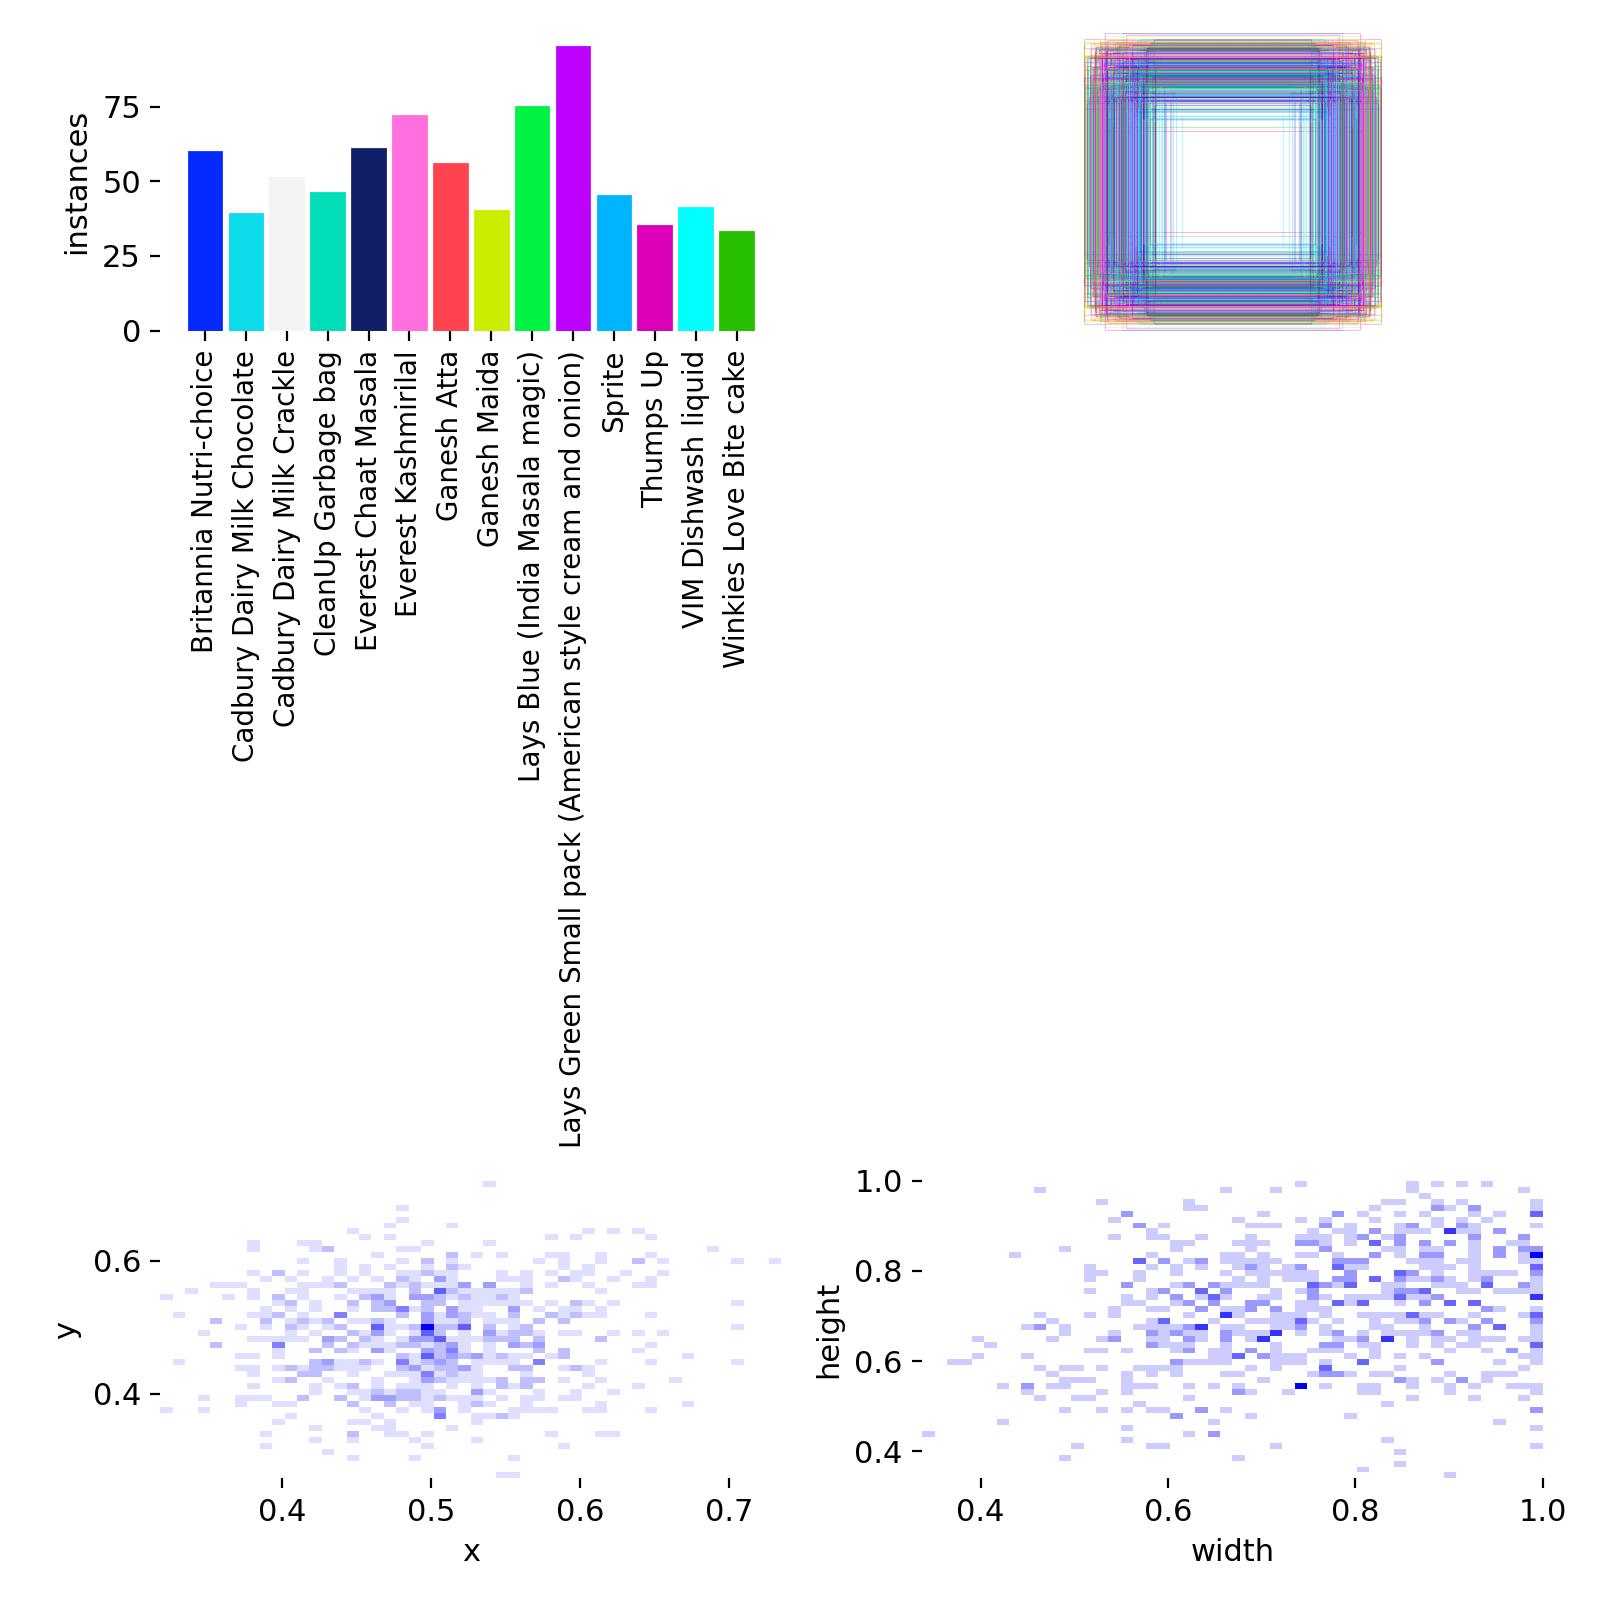 instances
75
50
25
0
Britannia Nutri-choice
Cadbury Dairy Milk Chocolate
Cadbury Dairy Milk Crackle
CleanUp Garbage bag
Everest Chaat Masala
Everest Kashmirilal
Ganesh Atta
Ganesh Maida
Lays Blue (India Masala magic)
Lays Green Small pack (American style cream and onion)
Sprite
Thumps Up
VIM Dishwash liquid
Winkies Love Bite cake
y
0.6
0.4
0.4 0.5 0.6 0.7
x
height
1.0
0.8
0.6
0.4
0.4 0.6 0.8 1.0
width